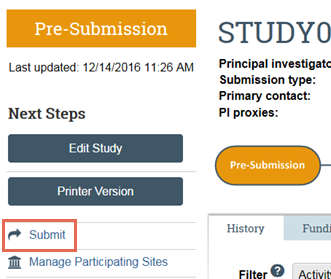 Pre-Submission
STUDY0
Last updated: 12/14/2016 11:26 AM
Principal investigato
Submission type:
Primary contact:
PI proxies:
Next Steps
Edit Study
Printer Version
Pre-Submission
Submit
Manage Participating Sites
History
Fundi
Filter
Activity